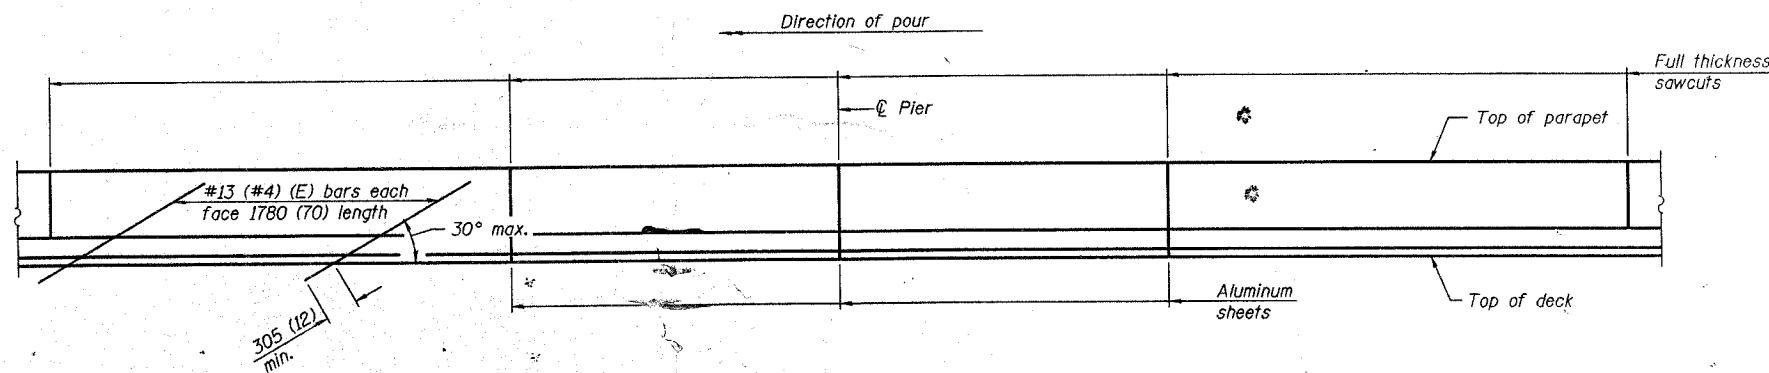 Direction of pour
Full thickness
sawcuts
℄ Pier
Top of parapet
#13 (#4) (E) bars each
face 1780 (70) length
30° max.
305 (12)
min.
Aluminum
sheets
Top of deck